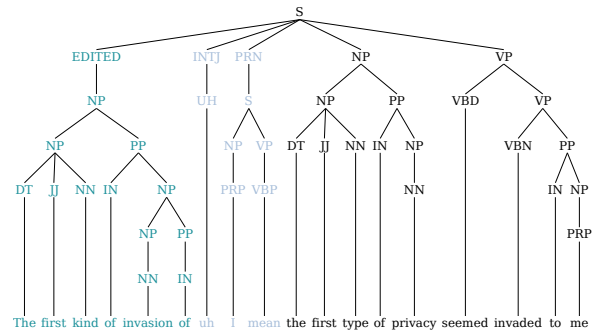 S
EDITED INTJ PRN NP VP
NP UH S NP PP VBD VP
NP PP NP VP DT JJ NN IN NP VBN PP
DT JJ NN IN NP PRP VBP NN IN NP
NP PP PRP
NN IN
The first kind of invasion of uh I mean the first type of privacy seemed invaded to me